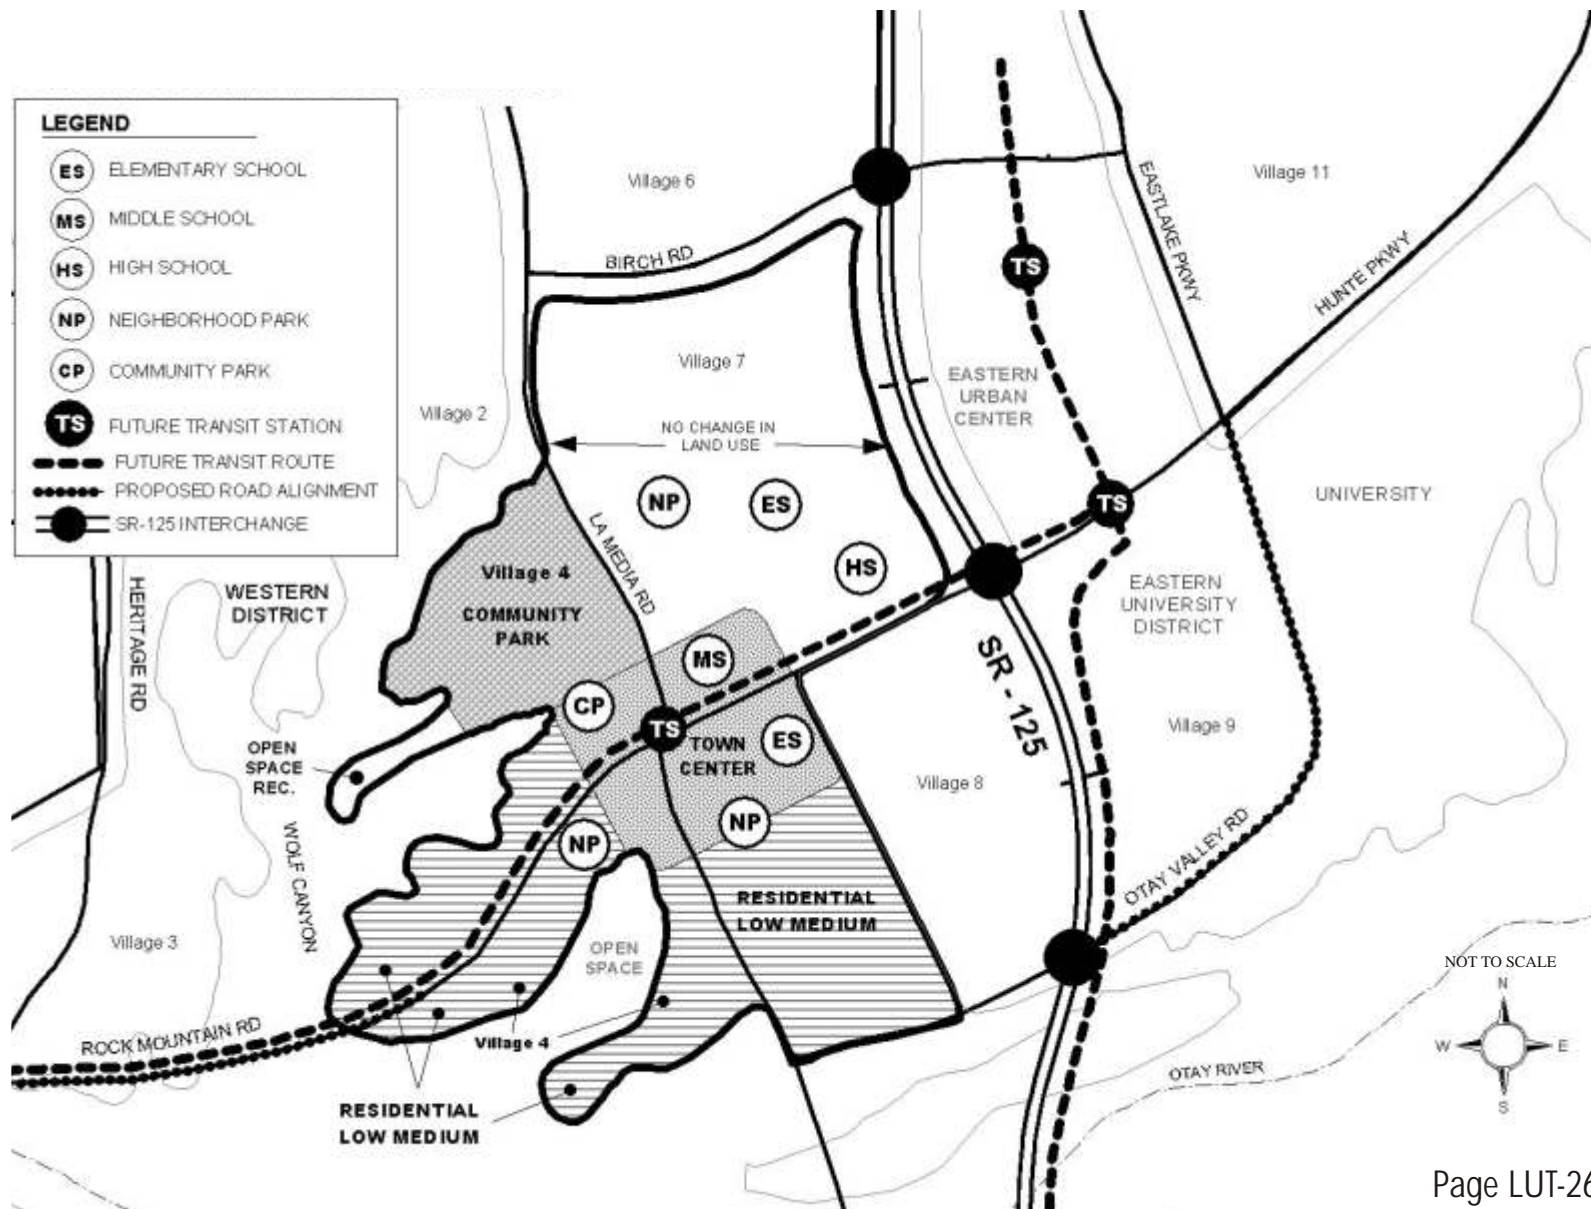 LEGEND
ES ELEMENTARY SCHOOL
MS MIDDLE SCHOOL
HS HIGH SCHOOL
NP NEIGHBORHOOD PARK
CP COMMUNITY PARK
TS FUTURE TRANSIT STATION
FUTURE TRANSIT ROUTE
PROPOSED ROAD ALIGNMENT
SR-125 INTERCHANGE
Village 6
Village 11
BIRCH RD
EASTLAKE PKWY
HUNTE PKWY
TS
Village 7
Village 2
EASTERN
URBAN
CENTER
NO CHANGE IN
LAND USE
NP
ES
TS
UNIVERSITY
LA MEDIA RD
HS
Village 4
COMMUNITY
PARK
WESTERN
DISTRICT
HERITAGE RD
EASTERN
UNIVERSITY
DISTRICT
MS
SR - 125
CP
TS
TOWN
CENTER
ES
Village 9
OPEN
SPACE
REC.
Village 8
NP
NP
WOLF CANYON
OTAY VALLEY RD
RESIDENTIAL
LOW MEDIUM
Village 3
OPEN
SPACE
NOT TO SCALE
N
W
E
S
ROCK MOUNTAIN RD
Village 4
OTAY RIVER
RESIDENTIAL
LOW MEDIUM
Page LUT-26